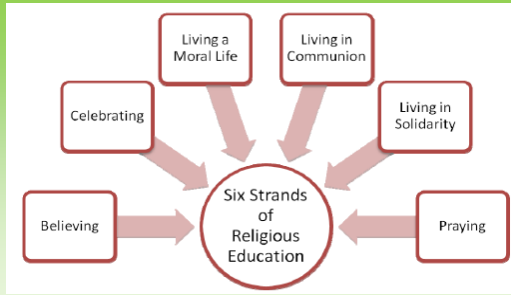 Living a
Moral Life
Living in
Communion
Celebrating
Living in
Solidarity
Believing
Six Strands
of
Religious
Education
Praying